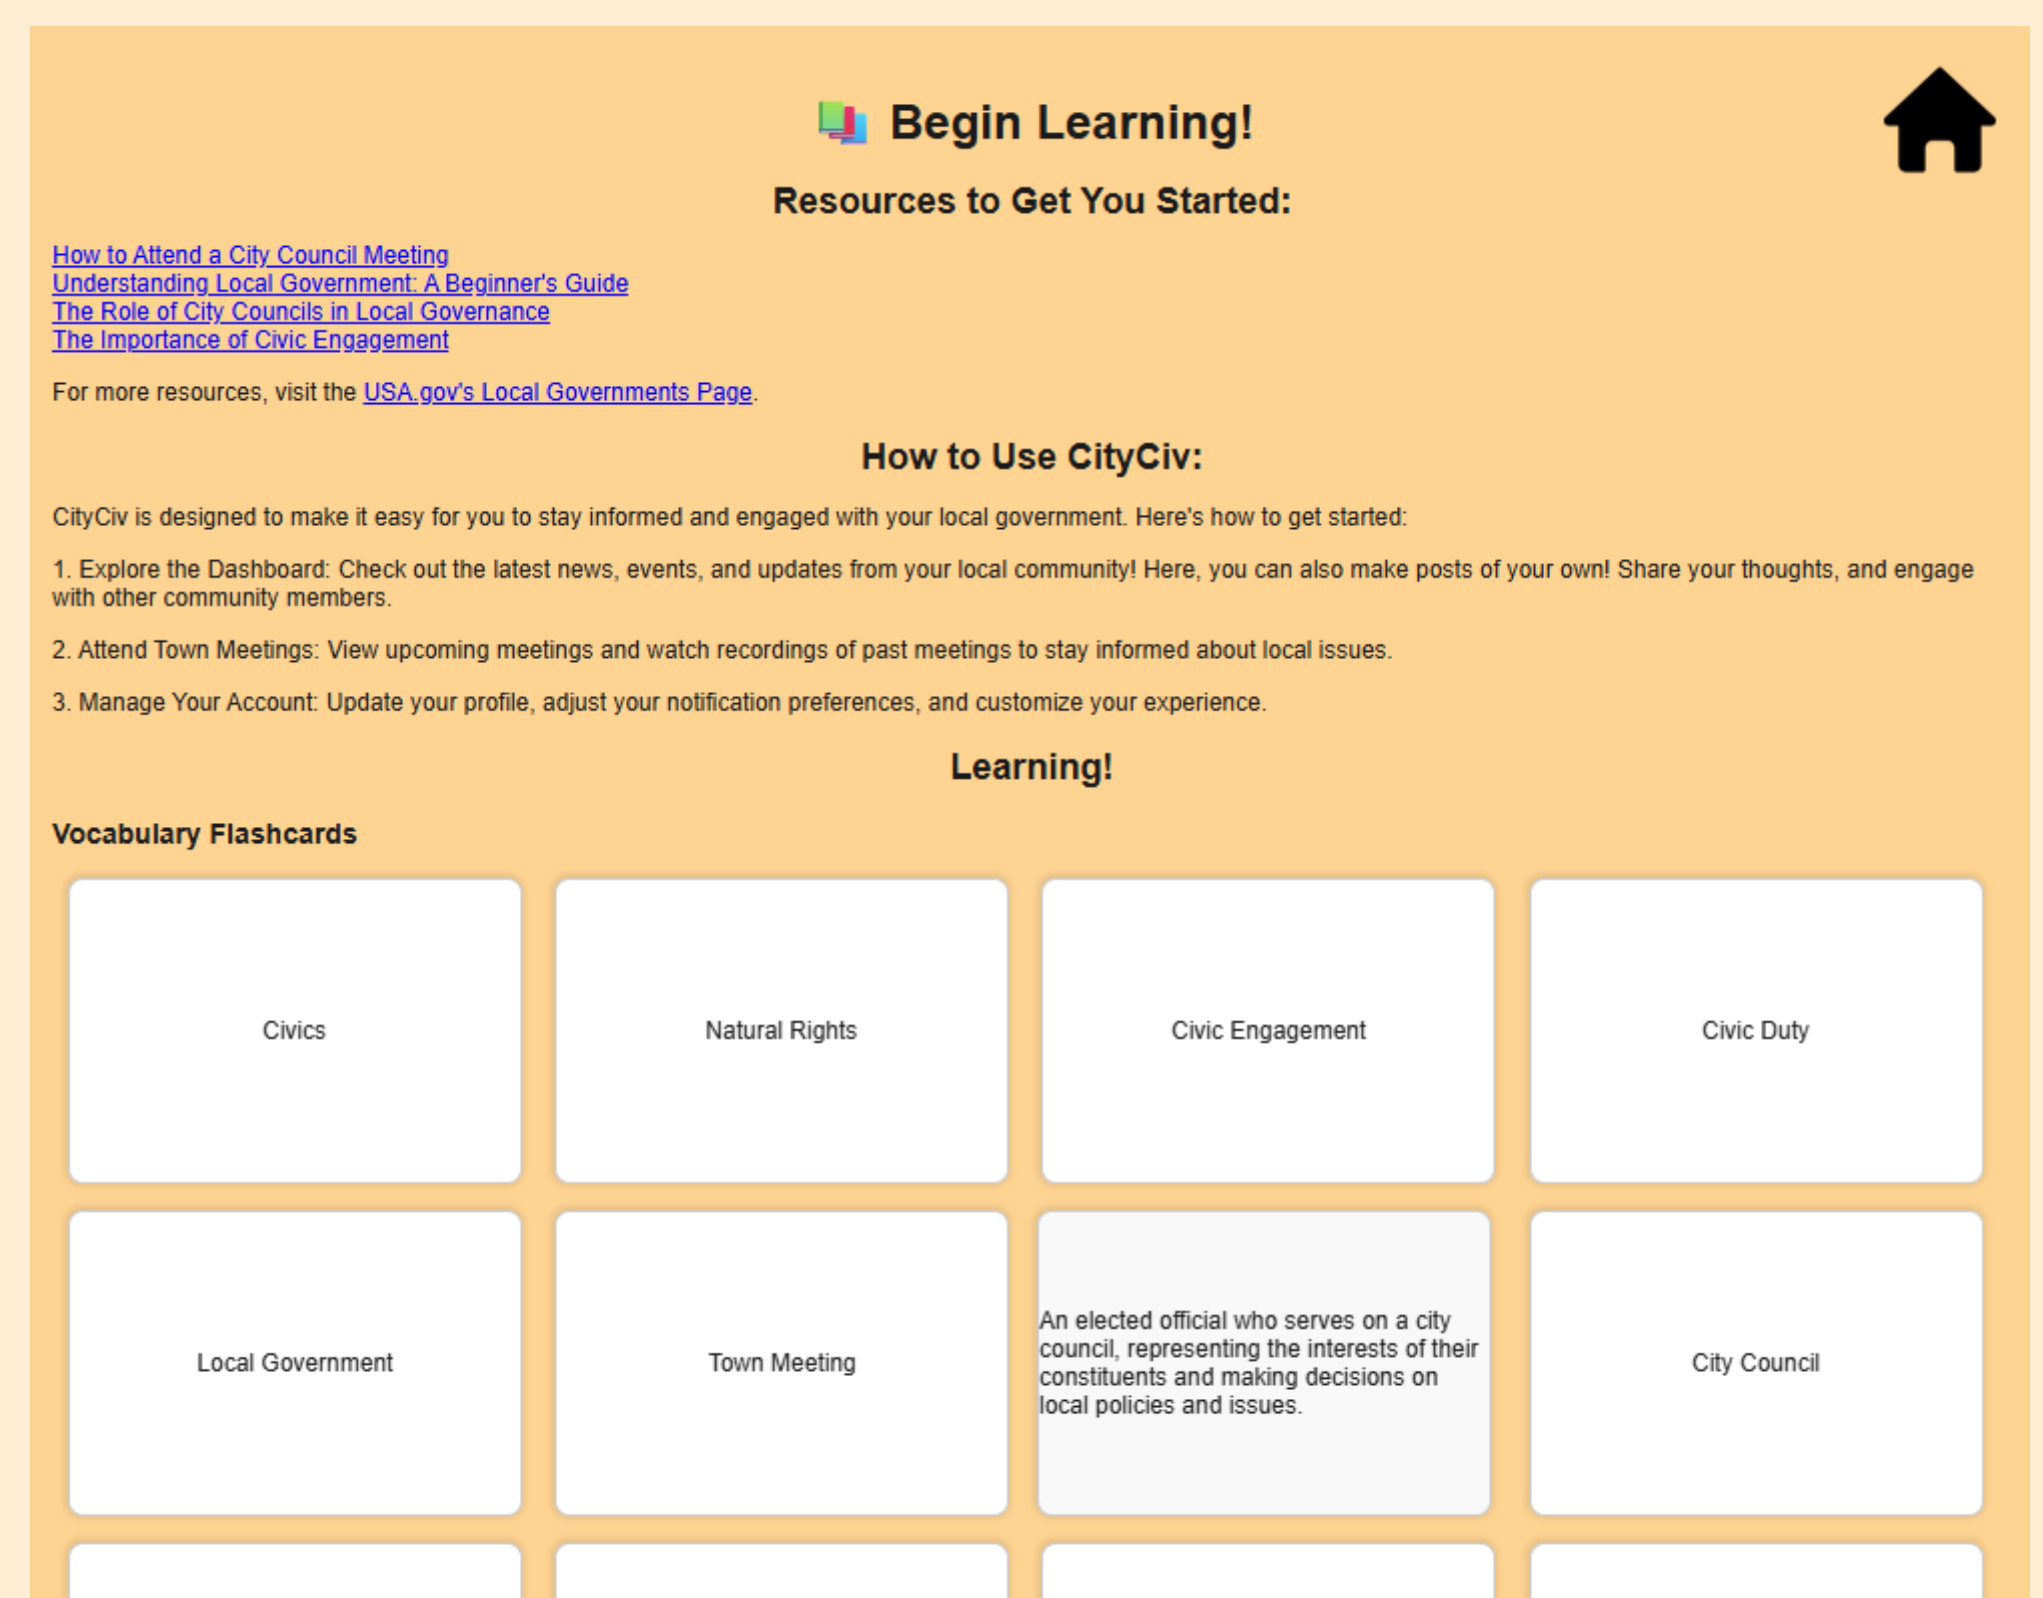 Begin Learning!
Resources to Get You Started:
How to Attend a City Council Meeting
Understanding Local Government: A Beginner's Guide
The Role of City Councils in Local Governance
The Importance of Civic Engagement
For more resources, visit the USA.gov's Local Governments Page.
How to Use CityCiv:
CityCiv is designed to make it easy for you to stay informed and engaged with your local government. Here's how to get started:
1. Explore the Dashboard: Check out the latest news, events, and updates from your local community! Here, you can also make posts of your own! Share your thoughts, and engage
with other community members.
2. Attend Town Meetings: View upcoming meetings and watch recordings of past meetings to stay informed about local issues.
3. Manage Your Account: Update your profile, adjust your notification preferences, and customize your experience.
Learning!
Vocabulary Flashcards
Civics
Natural Rights
Civic Engagement
Civic Duty
Local Government
Town Meeting
An elected official who serves on a city
council, representing the interests of their
constituents and making decisions on
local policies and issues.
City Council